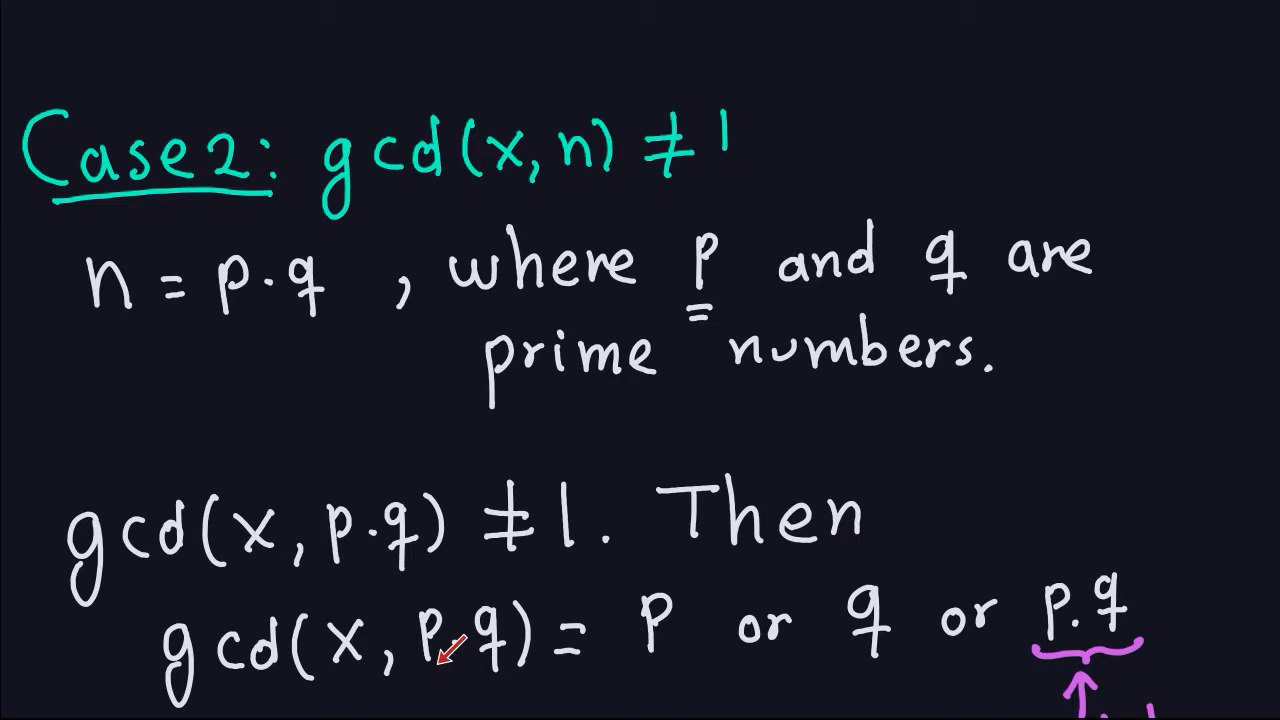 Case 2: gcd(x, n) ≠ 1
n = p·q , where p and q are
prime numbers.
gcd(x, p·q) ≠ 1. Then
gcd(x, p·q) = p or q or p.q